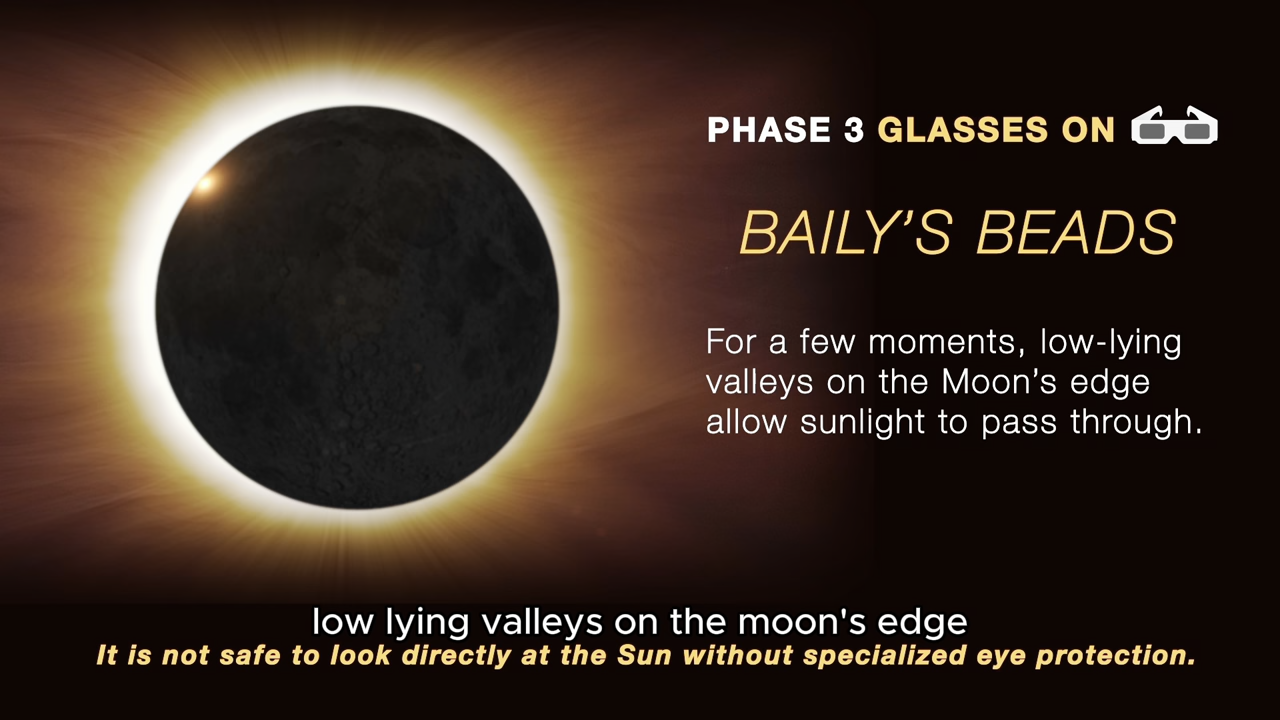 PHASE 3 GLASSES ON
BAILY’S BEADS
For a few moments, low-lying
valleys on the Moon’s edge
allow sunlight to pass through.
low lying valleys on the moon's edge
It is not safe to look directly at the Sun without specialized eye protection.